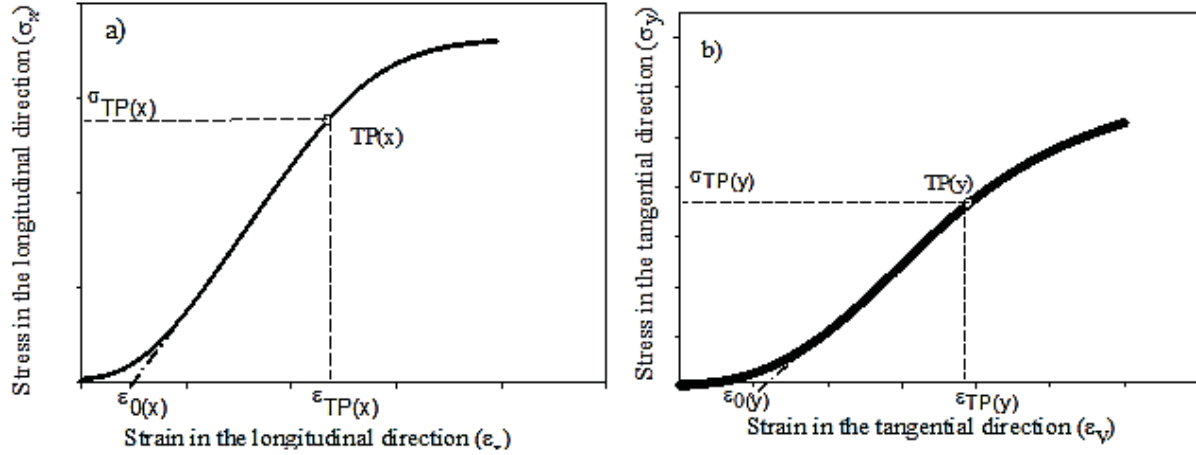 a)
Stress in the longitudinal direction (σx)
σTP(x)
TP(x)
ε0(x)
εTP(x)
Strain in the longitudinal direction (εx)
b)
Stress in the tangential direction (σy)
σTP(y)
TP(y)
ε0(y)
εTP(y)
Strain in the tangential direction (εy)